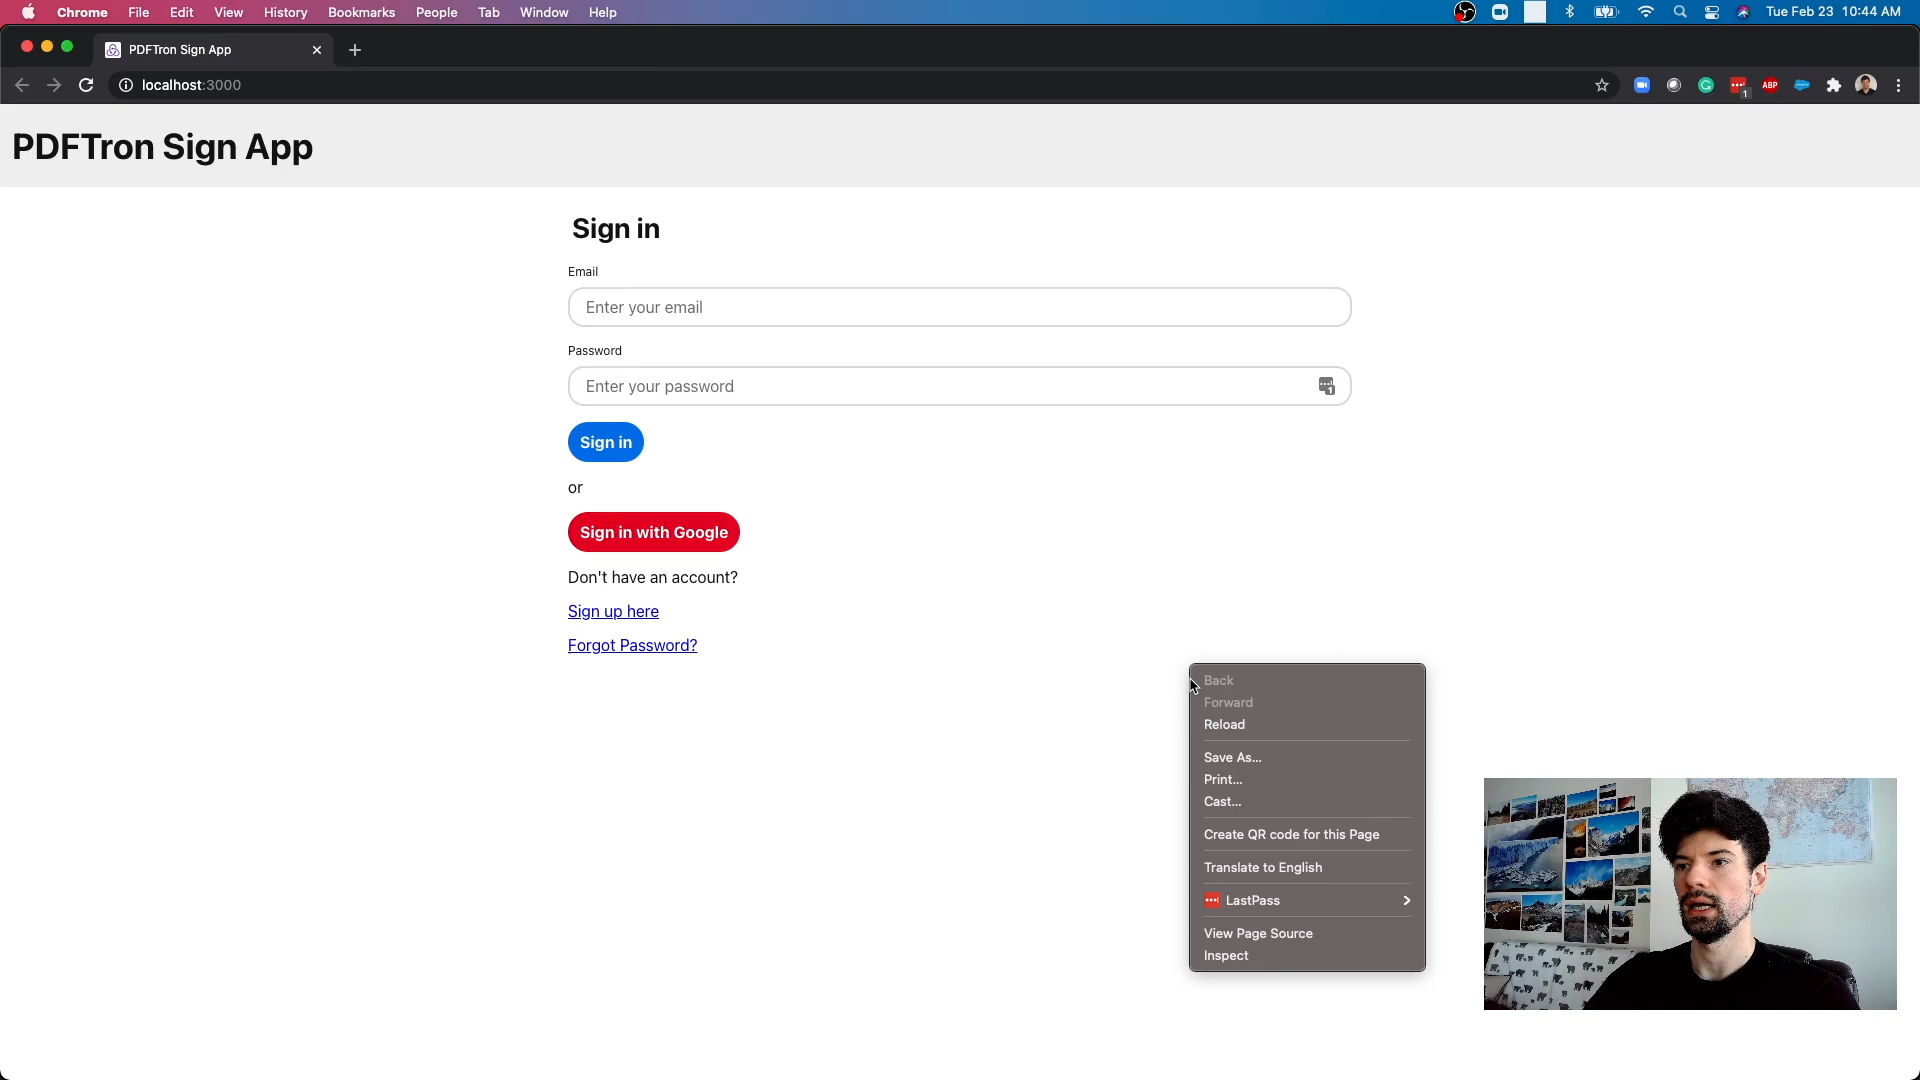 Chrome File Edit View History Bookmarks People Tab Window Help
Tue Feb 23 10:44 AM
PDFTron Sign App
localhost:3000
1
ABP
PDFTron Sign App
Sign in
Email
Enter your email
Password
Enter your password
1
Sign in
or
Sign in with Google
Don't have an account?
Sign up here
Forgot Password?
Back
Forward
Reload
Save As...
Print...
Cast...
Create QR code for this Page
Translate to English
LastPass
View Page Source
Inspect